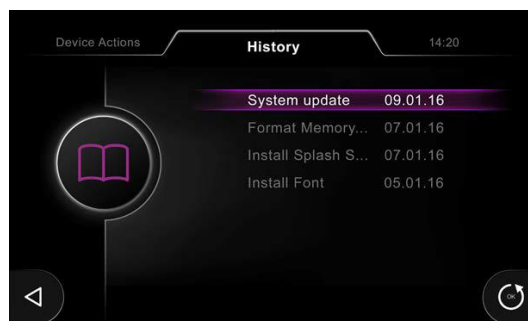 Device Actions
History
14:20
System update 09.01.16
Format Memory... 07.01.16
Install Splash S... 07.01.16
Install Font 05.01.16
OK